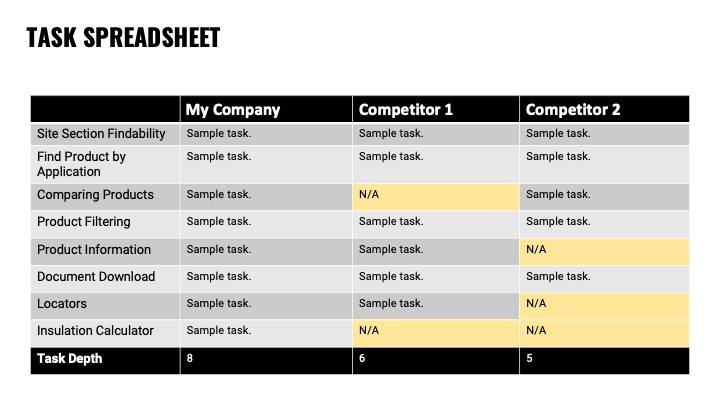 TASK SPREADSHEET
My Company Competitor 1 Competitor 2
Site Section Findability Sample task. Sample task. Sample task.
Find Product by Sample task. Sample task. Sample task.
Application
Comparing Products Sample task. N/A Sample task.
Product Filtering Sample task. Sample task. Sample task.
Product Information Sample task. Sample task. N/A
Document Download Sample task. Sample task. Sample task.
Locators Sample task. Sample task. N/A
Insulation Calculator Sample task. N/A N/A
Task Depth 8 6 5